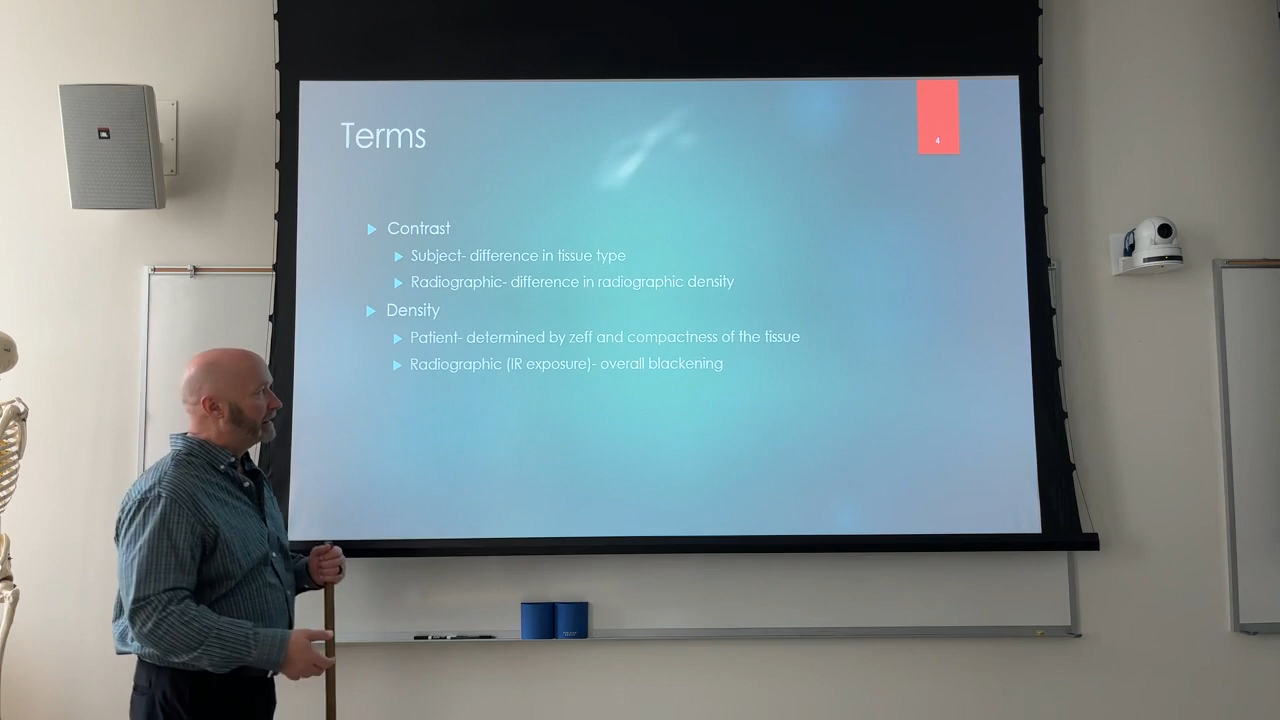 JBL
Terms
4
Contrast
Subject- difference in tissue type
Radiographic- difference in radiographic density
Density
Patient- determined by zeff and compactness of the tissue
Radiographic (IR exposure)- overall blackening